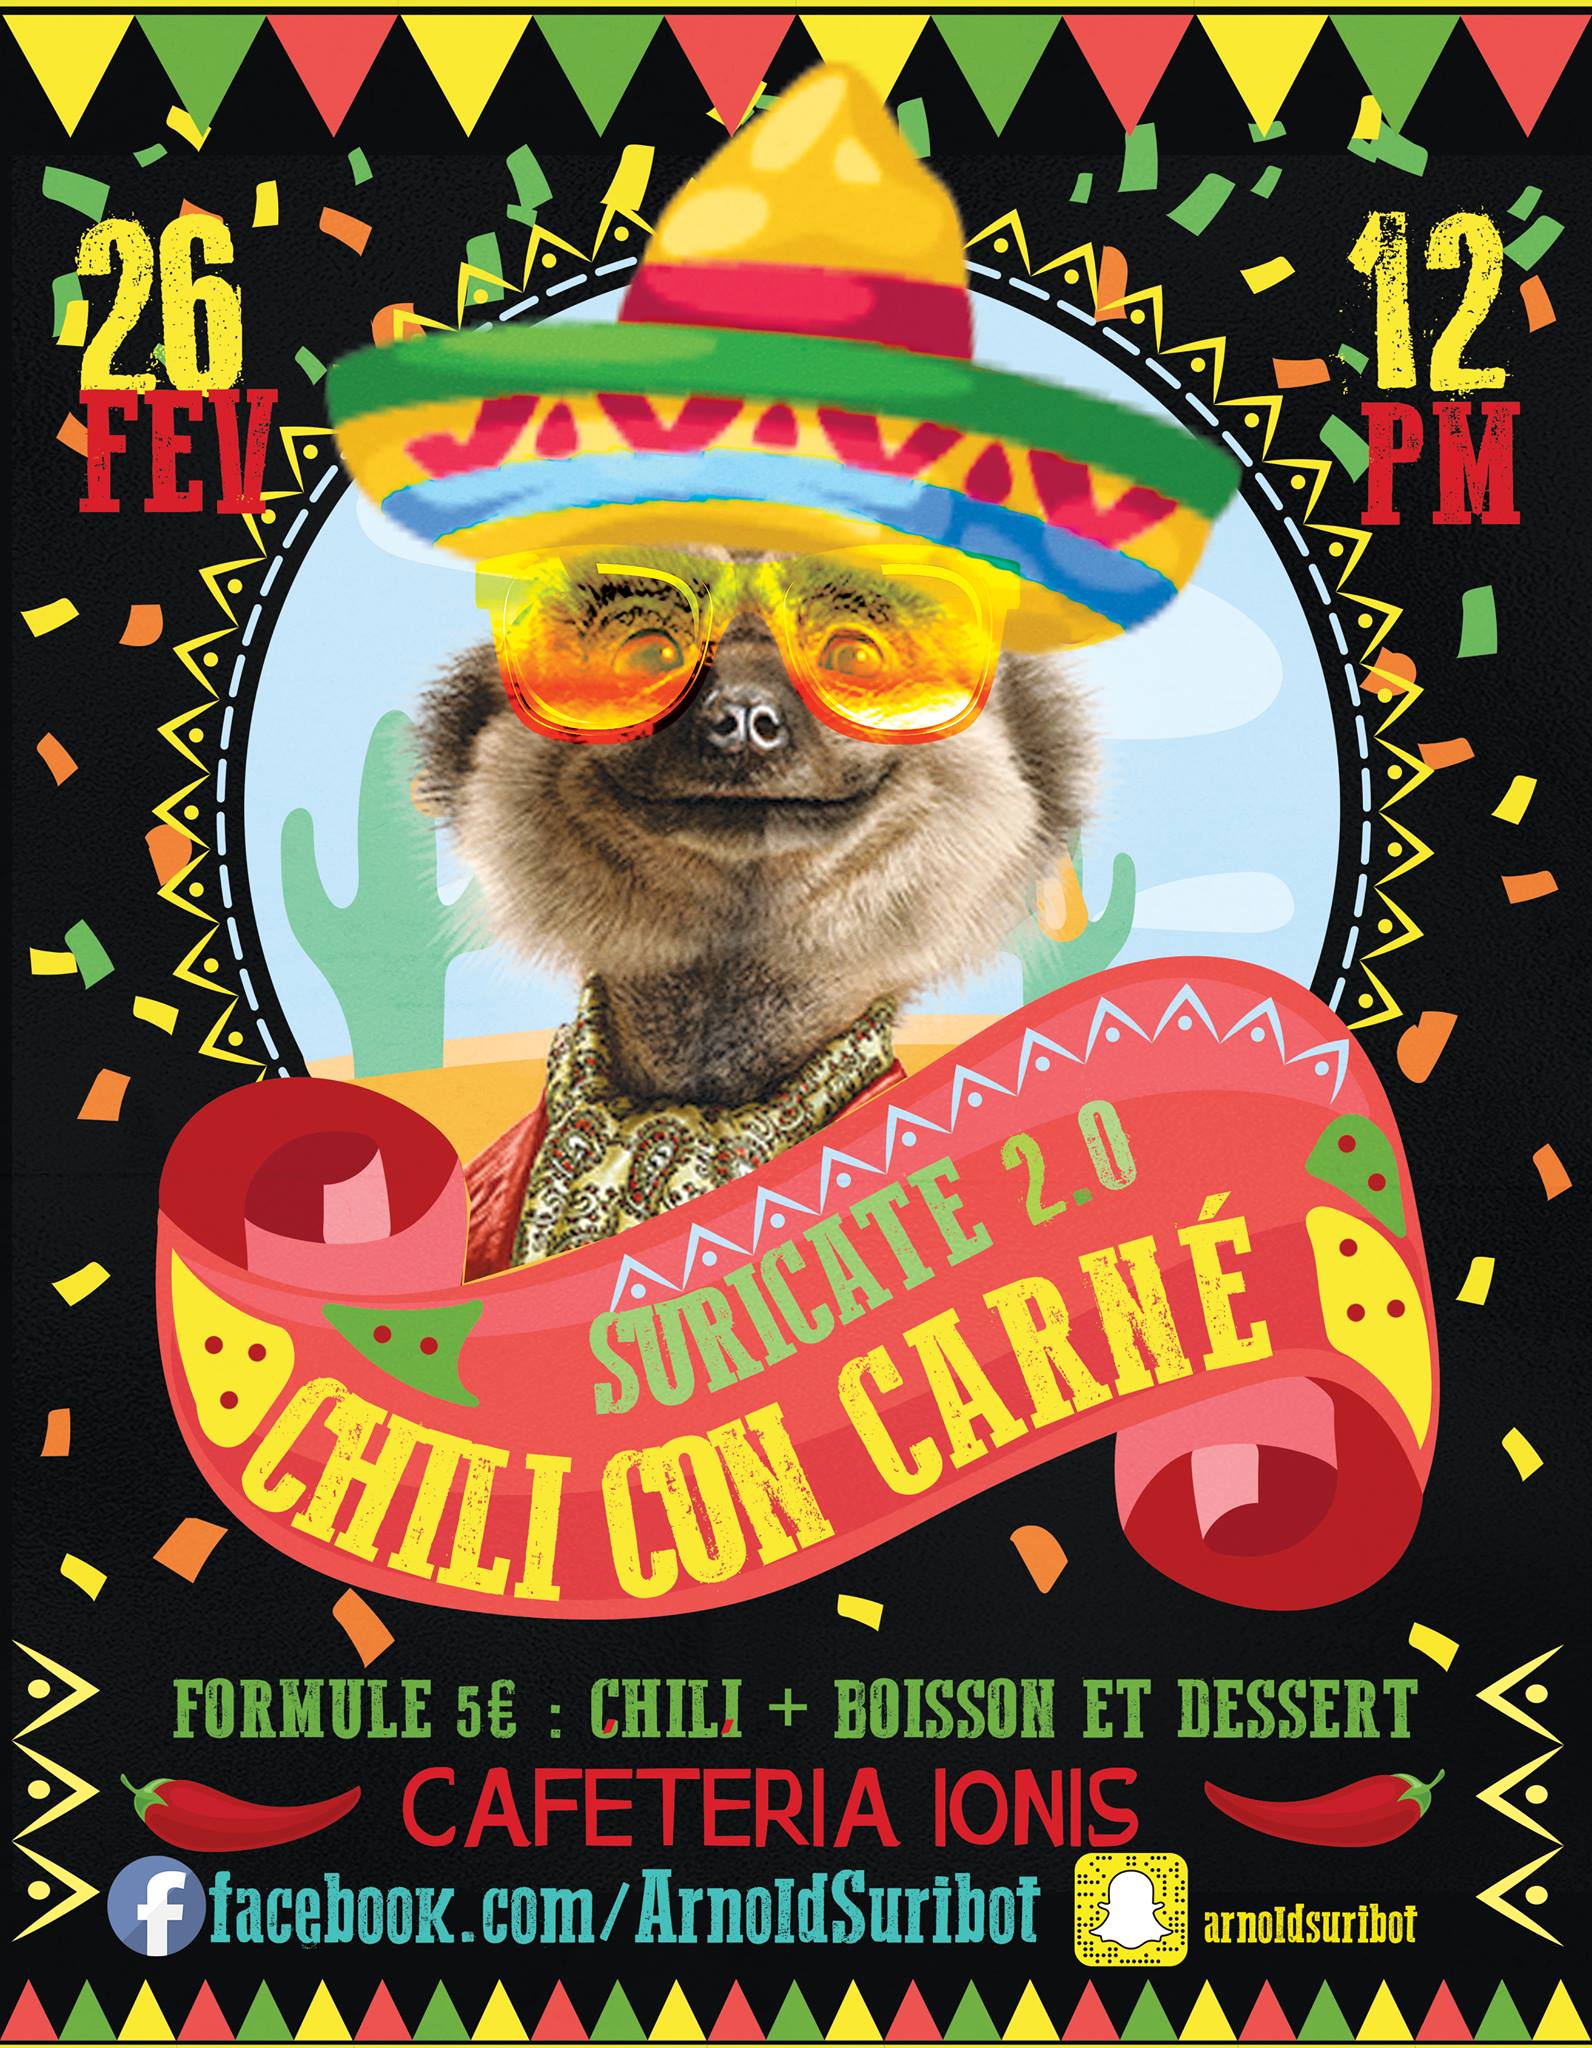 26
FEV
12
PM
SURICATE 2.0
CHILI CON CARNÉ
FORMULE 5€ : CHILI + BOISSON ET DESSERT
CAFETERIA IONIS
facebook.com/ArnoldSuribot
arnoldsuribot